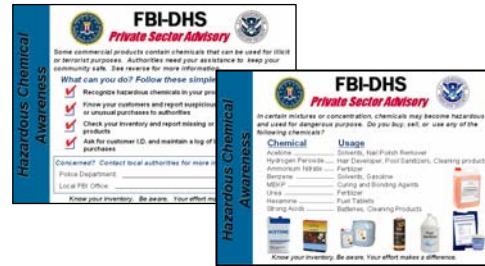 Hazardous Chemical
Awareness
FBI-DHS
Private Sector Advisory
Some commercial products contain chemicals that can be used for illicit
or terrorist purposes. Authorities need your assistance to keep your
community safe. See reverse for more information.
What can you do? Follow these simple
Recognize hazardous chemicals in your
Know your customers and report suspicious
or unusual purchases to authorities
Check your inventory and report missing or
products
Ask for customer I.D. and maintain a log of
purchases
Concerned? Contact local authorities for more
Police Department
Local FBI Office
Know your inventory. Be aware. Your effort
Hazardous Chemical
Awareness
FBI-DHS
Private Sector Advisory
In certain mixtures or concentration, chemicals may become hazardous
and used for dangerous purpose. Do you buy, sell, or use any of the
following chemicals?
Chemical Usage
Acetone Solvents, Nail Polish Remover
Hydrogen Peroxide Hair Developer, Pool Sanitizers, Cleaning products
Ammonium Nitrate Fertilizer
Benzene Solvents, Gasoline
MEKP Curing and Bonding Agents
Urea Fertilizer
Hexamine Fuel Tablets
Strong Acids Batteries, Cleaning Products
ACETONE
Know your inventory. Be aware. Your effort makes a difference.